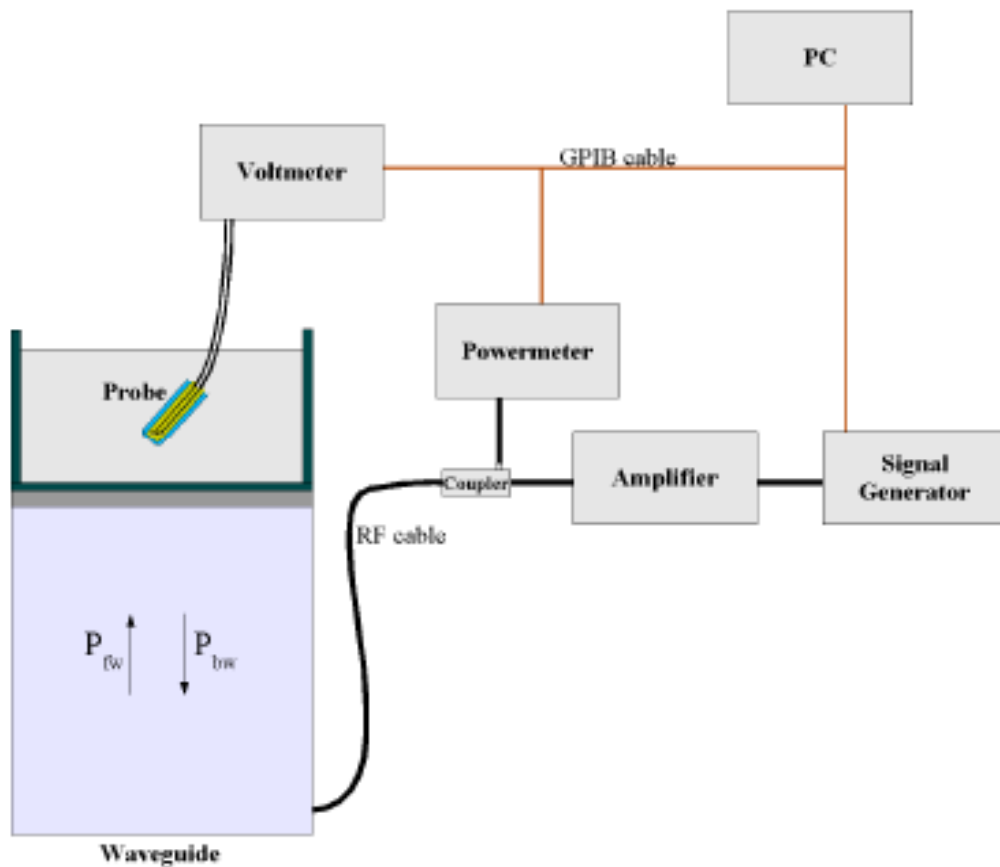 PC
Voltmeter
GPIB cable
Powermeter
Probe
Coupler
Amplifier
Signal
Generator
RF cable
P fw
P bw
Waveguide